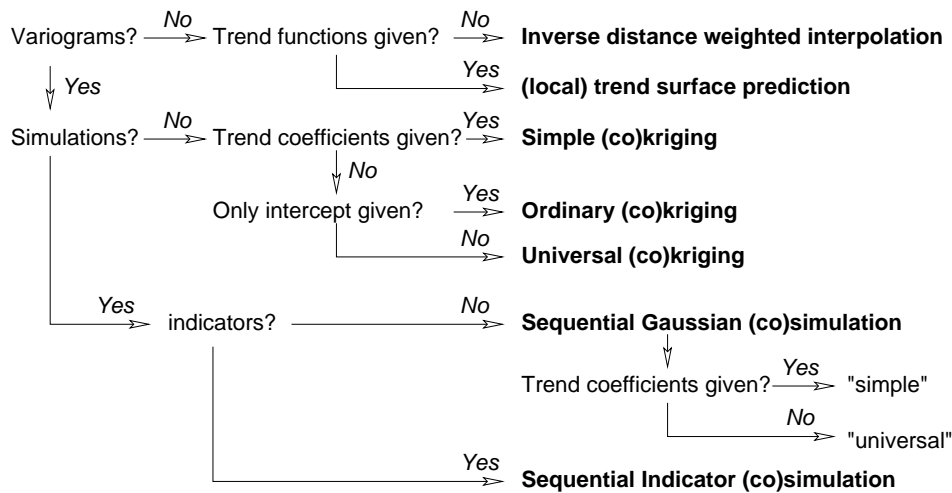 Variograms? No Trend functions given? No Inverse distance weighted interpolation
Yes Yes (local) trend surface prediction
Simulations? No Trend coefficients given? Yes Simple (co)kriging
No
Only intercept given? Yes Ordinary (co)kriging
No Universal (co)kriging
Yes indicators? No Sequential Gaussian (co)simulation
Trend coefficients given? Yes "simple"
No "universal"
Yes Sequential Indicator (co)simulation